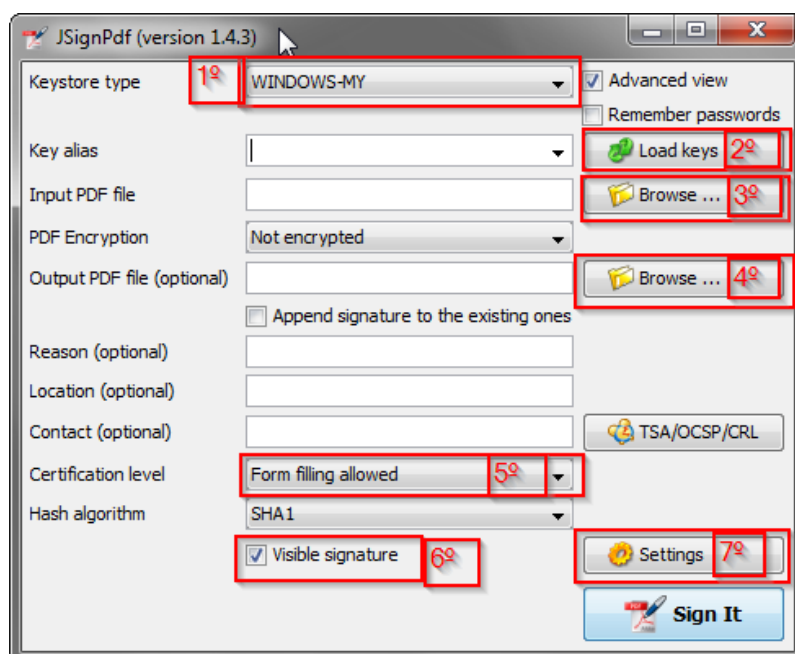 JSignPdf (version 1.4.3)
Keystore type 1º WINDOWS-MY Advanced view
Remember passwords
Key alias Load keys 2º
Input PDF file Browse ... 3º
PDF Encryption Not encrypted
Output PDF file (optional) Browse ... 4º
Append signature to the existing ones
Reason (optional)
Location (optional)
Contact (optional) TSA/OCSP/CRL
Certification level Form filling allowed 5º
Hash algorithm SHA1
Visible signature 6º Settings 7º
Sign It